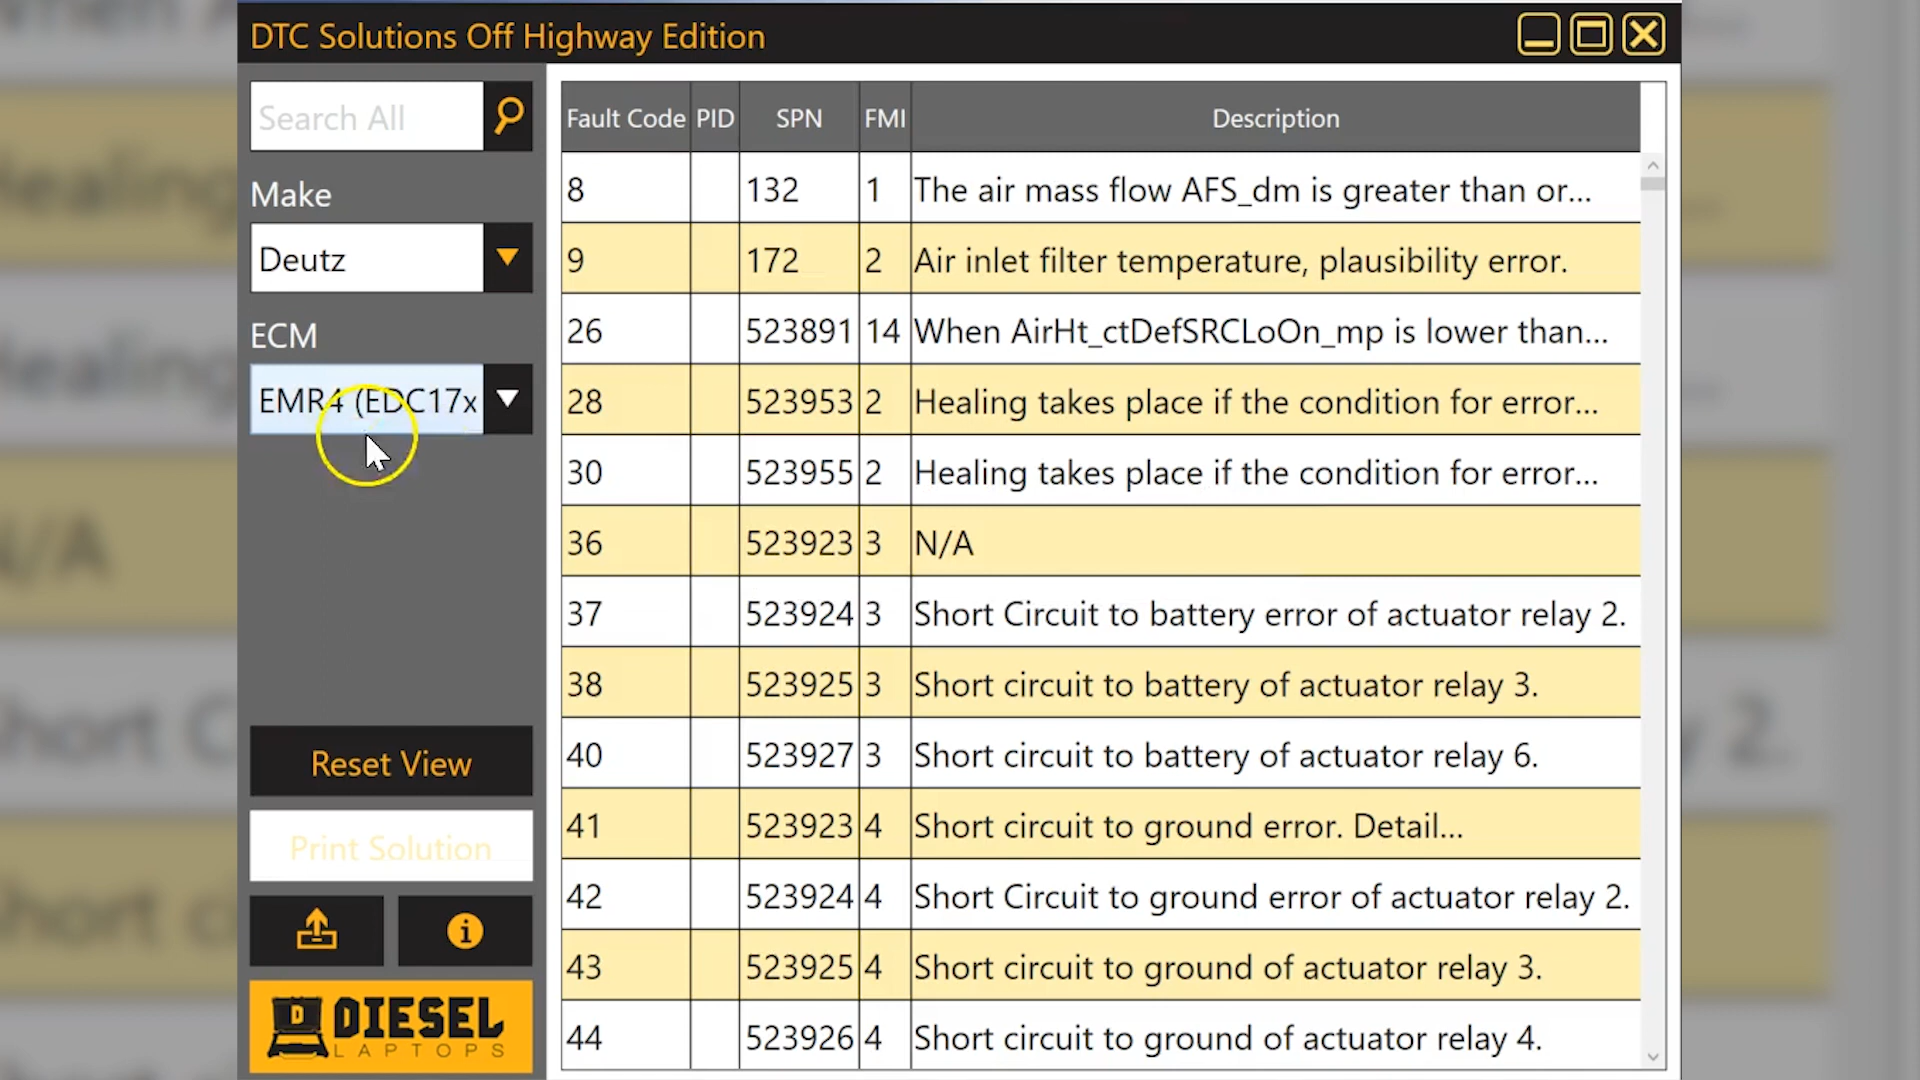 DTC Solutions Off Highway Edition
Search All
Make
Deutz
ECM
EMR4 (EDC17x
Reset View
Print Solution
DIESEL
LAPTOPS
Fault Code PID SPN FMI Description
8 132 1 The air mass flow AFS_dm is greater than or...
9 172 2 Air inlet filter temperature, plausibility error.
26 523891 14 When AirHt_ctDefSRCLoOn_mp is lower than...
28 523953 2 Healing takes place if the condition for error...
30 523955 2 Healing takes place if the condition for error...
36 523923 3 N/A
37 523924 3 Short Circuit to battery error of actuator relay 2.
38 523925 3 Short circuit to battery of actuator relay 3.
40 523927 3 Short circuit to battery of actuator relay 6.
41 523923 4 Short circuit to ground error. Detail...
42 523924 4 Short Circuit to ground error of actuator relay 2.
43 523925 4 Short circuit to ground of actuator relay 3.
44 523926 4 Short circuit to ground of actuator relay 4.